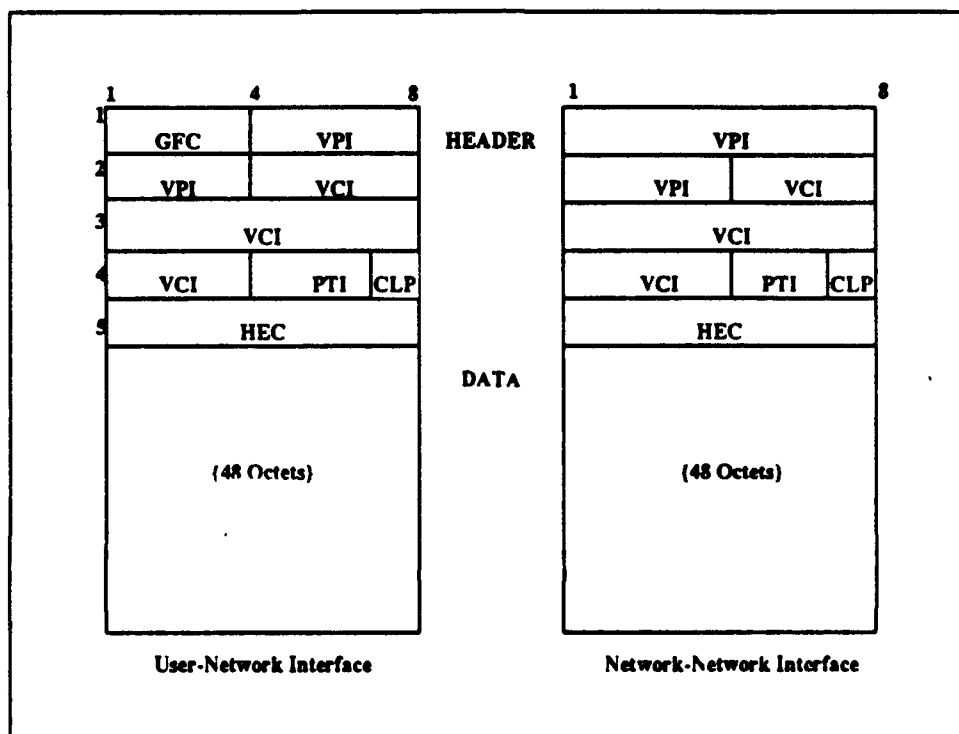 1 4 8 1 8
1 GFC VPI HEADER VPI
2 VPI VCI VPI VCI
3 VCI VCI
4 VCI PTI CLP VCI PTI CLP
5 HEC HEC
DATA
(48 Octets) (48 Octets)
User-Network Interface Network-Network Interface